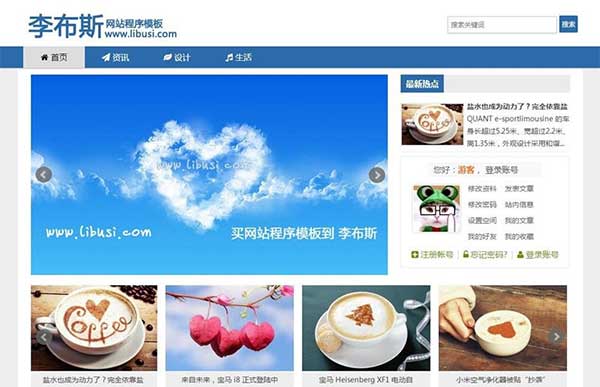 李布斯 网站程序模板
www.libusi.com
搜索关键词
搜索
首页
资讯
设计
生活
www.libusi.com
www.libusi.com
买网站程序模板到 李布斯
最新热点
盐水也成为动力了？完全依靠盐
QUANT e-sportlimousine 的车
身长超过5.25米、宽超过2.2米、
高1.35米，外观设计采用和谐...
您好：游客， 登录账号
修改资料 发表文章
修改密码 站内信息
设置空间 我的文章
我的好友 我的收藏
注册帐号 | 忘记密码? | 登录账号
Coffee
盐水也成为动力了？完全依靠盐
来自未来，宝马 i8 正式登陆中
宝马 Heisenberg XF1 电动自
小米空气净化器被贴“抄袭”